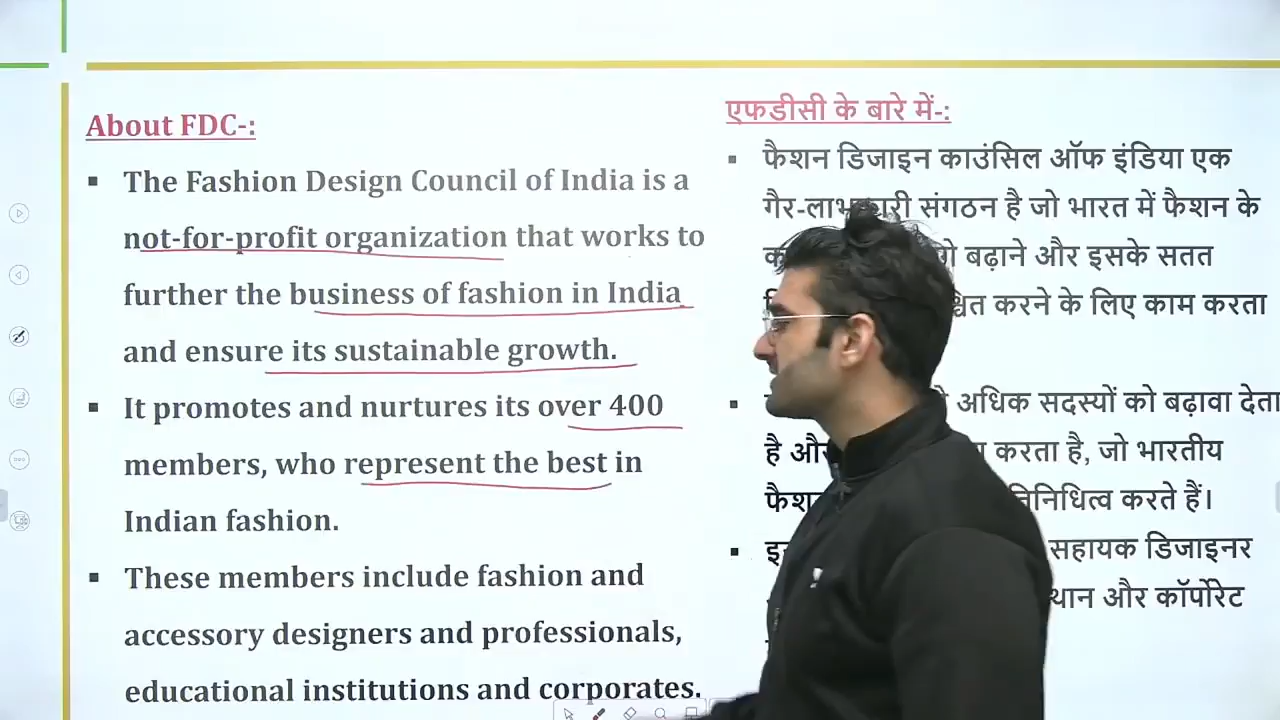 About FDC-:
▪ The Fashion Design Council of India is a
not-for-profit organization that works to
further the business of fashion in India
and ensure its sustainable growth.
▪ It promotes and nurtures its over 400
members, who represent the best in
Indian fashion.
▪ These members include fashion and
accessory designers and professionals,
educational institutions and corporates.
एफडीसी के बारे में-:
▪ फैशन डिजाइन काउंसिल ऑफ इंडिया एक
गैर-लाभकारी संगठन है जो भारत में फैशन के
बढ़ाने और इसके सतत
करने के लिए काम करता
▪ अधिक सदस्यों को बढ़ावा देता
है और करता है, जो भारतीय
करते हैं।
▪ सहायक डिजाइनर
और कॉर्पोरेट